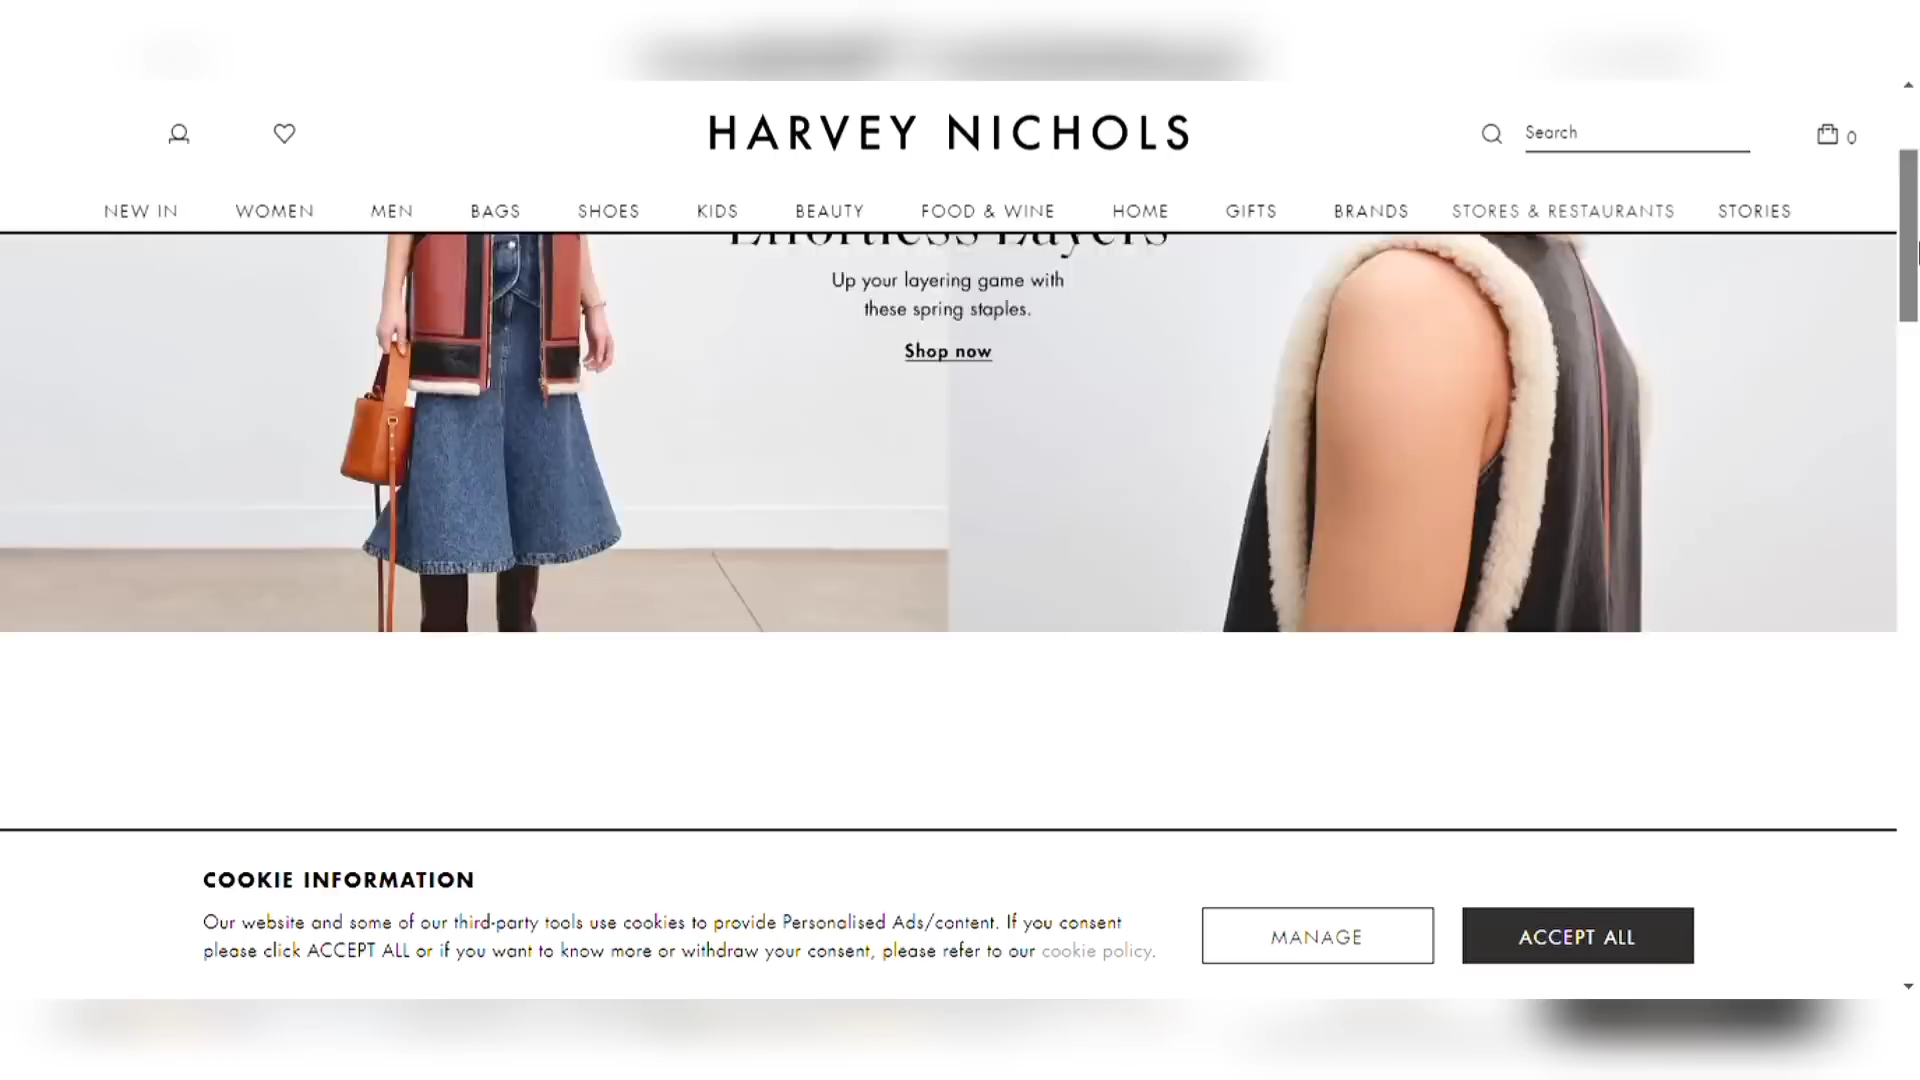 HARVEY NICHOLS
Search
0
NEW IN WOMEN MEN BAGS SHOES KIDS BEAUTY FOOD & WINE HOME GIFTS BRANDS STORES & RESTAURANTS STORIES
Effortless Layers
Up your layering game with
these spring staples.
Shop now
COOKIE INFORMATION
Our website and some of our third-party tools use cookies to provide Personalised Ads/content. If you consent
please click ACCEPT ALL or if you want to know more or withdraw your consent, please refer to our cookie policy.
MANAGE
ACCEPT ALL